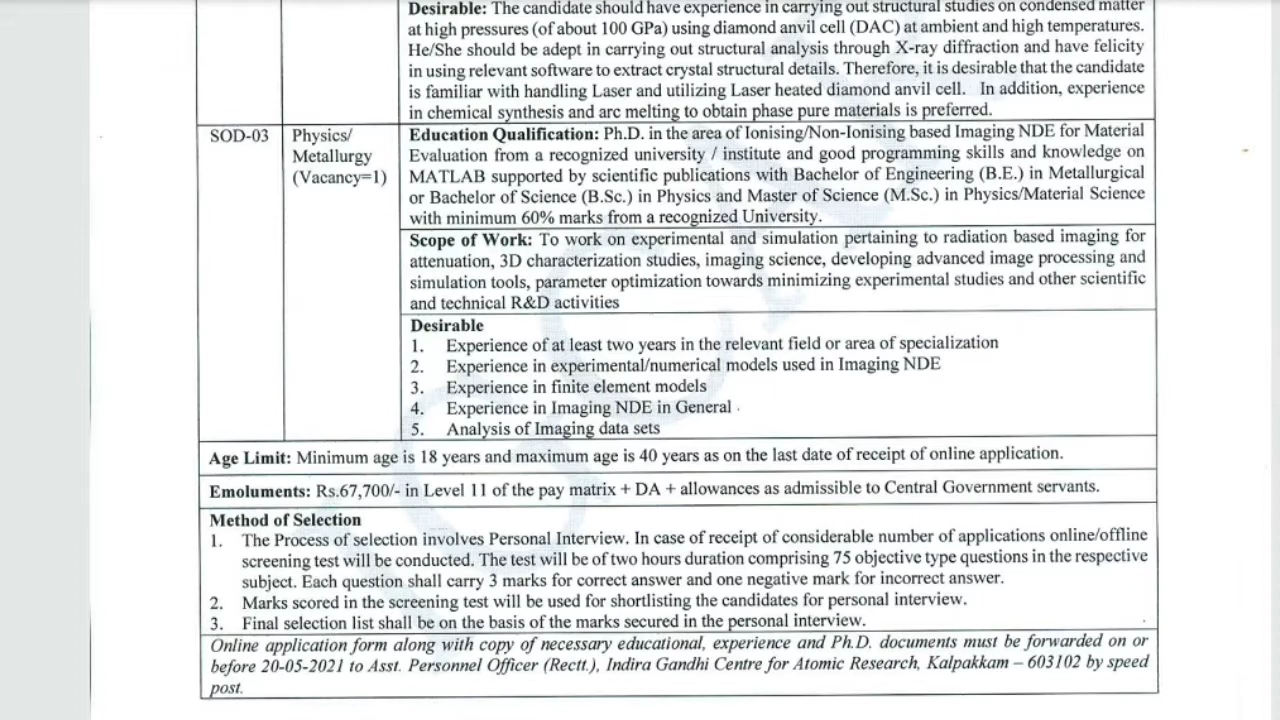 Desirable: The candidate should have experience in carrying out structural studies on condensed matter
at high pressures (of about 100 GPa) using diamond anvil cell (DAC) at ambient and high temperatures.
He/She should be adept in carrying out structural analysis through X-ray diffraction and have felicity
in using relevant software to extract crystal structural details. Therefore, it is desirable that the candidate
is familiar with handling Laser and utilizing Laser heated diamond anvil cell. In addition, experience
in chemical synthesis and arc melting to obtain phase pure materials is preferred.
SOD-03
Physics/
Metallurgy
(Vacancy=1)
Education Qualification: Ph.D. in the area of Ionising/Non-Ionising based Imaging NDE for Material
Evaluation from a recognized university / institute and good programming skills and knowledge on
MATLAB supported by scientific publications with Bachelor of Engineering (B.E.) in Metallurgical
or Bachelor of Science (B.Sc.) in Physics and Master of Science (M.Sc.) in Physics/Material Science
with minimum 60% marks from a recognized University.
Scope of Work: To work on experimental and simulation pertaining to radiation based imaging for
attenuation, 3D characterization studies, imaging science, developing advanced image processing and
simulation tools, parameter optimization towards minimizing experimental studies and other scientific
and technical R&D activities
Desirable
1. Experience of at least two years in the relevant field or area of specialization
2. Experience in experimental/numerical models used in Imaging NDE
3. Experience in finite element models
4. Experience in Imaging NDE in General
5. Analysis of Imaging data sets
Age Limit: Minimum age is 18 years and maximum age is 40 years as on the last date of receipt of online application.
Emoluments: Rs.67,700/- in Level 11 of the pay matrix + DA + allowances as admissible to Central Government servants.
Method of Selection
1. The Process of selection involves Personal Interview. In case of receipt of considerable number of applications online/offline
screening test will be conducted. The test will be of two hours duration comprising 75 objective type questions in the respective
subject. Each question shall carry 3 marks for correct answer and one negative mark for incorrect answer.
2. Marks scored in the screening test will be used for shortlisting the candidates for personal interview.
3. Final selection list shall be on the basis of the marks secured in the personal interview.
Online application form along with copy of necessary educational, experience and Ph.D. documents must be forwarded on or
before 20-05-2021 to Asst. Personnel Officer (Rectt.), Indira Gandhi Centre for Atomic Research, Kalpakkam – 603102 by speed
post.